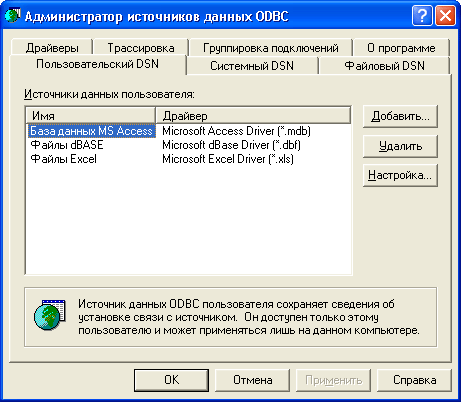 Администратор источников данных ODBC
Драйверы Трассировка Группировка подключений О программе
Пользовательский DSN Системный DSN Файловый DSN
Источники данных пользователя:
Имя Драйвер
База данных MS Access Microsoft Access Driver (*.mdb)
Файлы dBASE Microsoft dBase Driver (*.dbf)
Файлы Excel Microsoft Excel Driver (*.xls)
Добавить...
Удалить
Настройка...
Источник данных ODBC пользователя сохраняет сведения об
установке связи с источником. Он доступен только этому
пользователю и может применяться лишь на данном компьютере.
OK Отмена Применить Справка